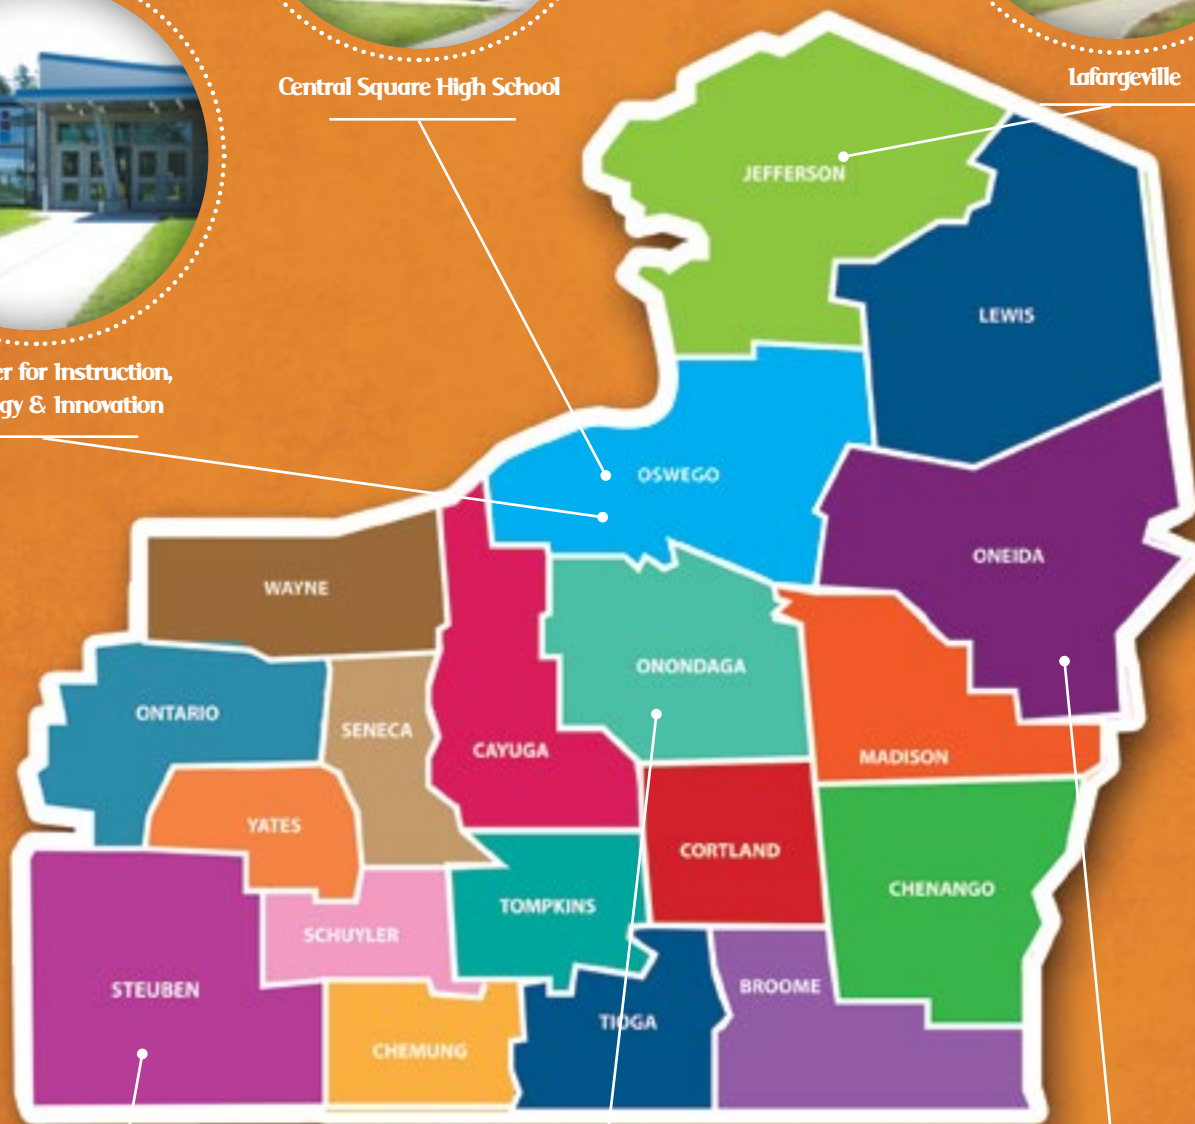 Central Square High School
Lafargeville
er for Instruction,
gy & Innovation
JEFFERSON
LEWIS
OSWEGO
ONEIDA
WAYNE
ONONDAGA
ONTARIO
SENECA
CAYUGA
MADISON
YATES
CORTLAND
CHENANGO
TOMPKINS
SCHUYLER
STEUBEN
BROOME
TIOGA
CHEMUNG